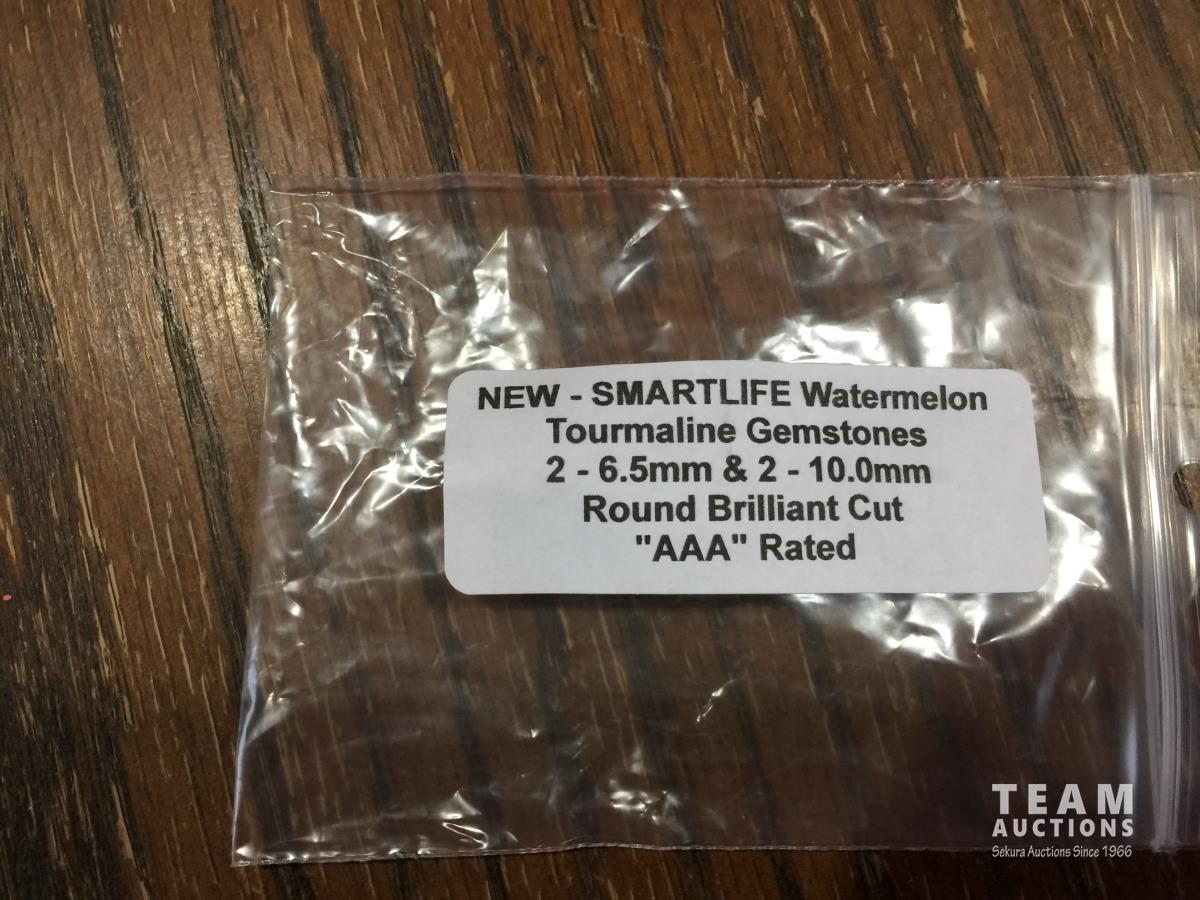 NEW - SMARTLIFE Watermelon
Tourmaline Gemstones
2 - 6.5mm & 2 - 10.0mm
Round Brilliant Cut
"AAA" Rated
TEAM
AUCTIONS
Sekura Auctions Since 1966